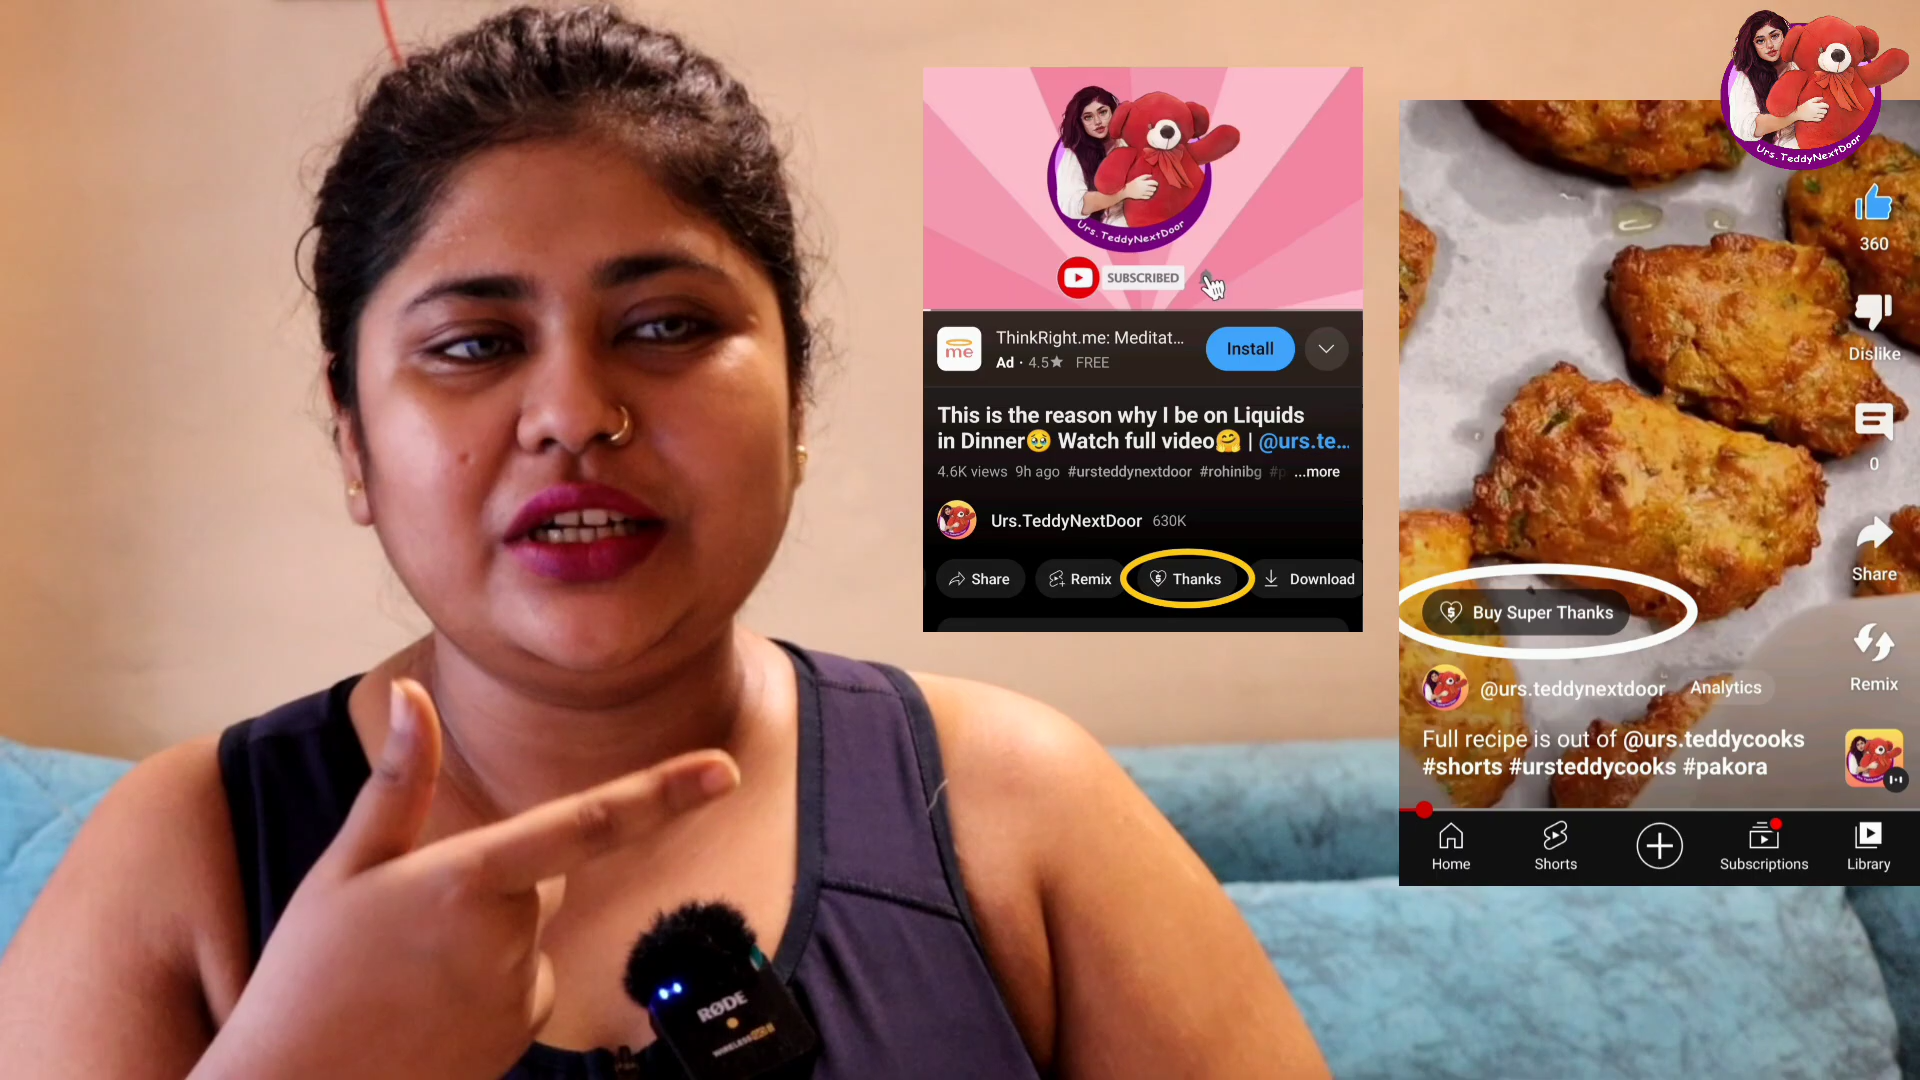 Urs. TeddyNextDoor
SUBSCRIBED
me
ThinkRight.me: Meditat...
Ad · 4.5★ FREE
Install
This is the reason why I be on Liquids
in Dinner🥹 Watch full video🤗 | @urs.te...
4.6K views 9h ago #ursteddynextdoor #rohinibg #p ...more
Urs.TeddyNextDoor 630K
Share
Remix
Thanks
Download
Urs. TeddyNextDoor
360
Dislike
0
Share
Remix
Buy Super Thanks
@urs.teddynextdoor
Analytics
Full recipe is out of @urs.teddycooks
#shorts #ursteddycooks #pakora
Home
Shorts
Subscriptions
Library
RØDE